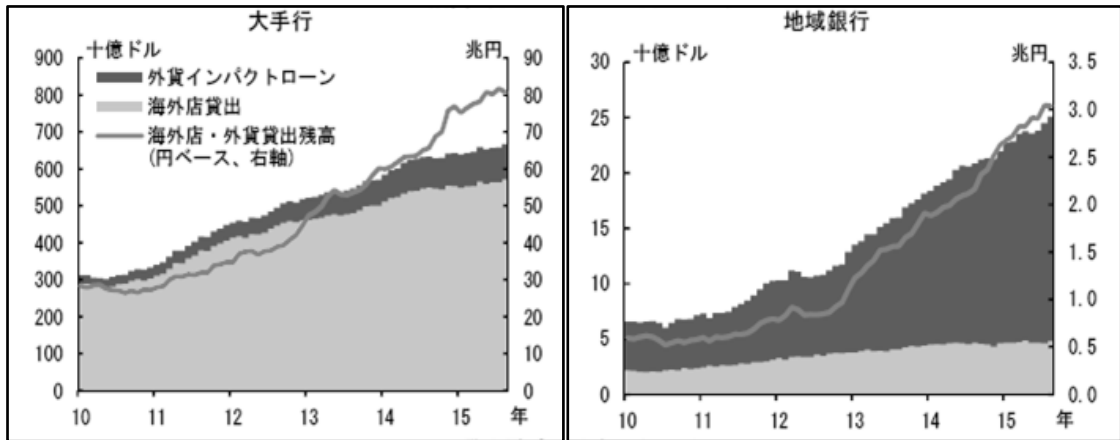 大手行
十億ドル 兆円
外貨インパクトローン
海外店貸出
海外店・外貨貸出残高
(円ベース、右軸)
900 90
800 80
700 70
600 60
500 50
400 40
300 30
200 20
100 10
0 0
10 11 12 13 14 15 年
地域銀行
十億ドル 兆円
30 3.5
25 3.0
20 2.5
15 2.0
10 1.5
5 1.0
0 0.5
0.0
10 11 12 13 14 15 年